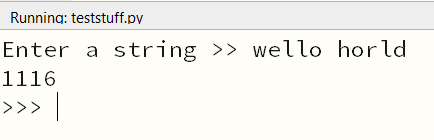 Running: teststuff.py
Enter a string >> wello horld
1116
>>>